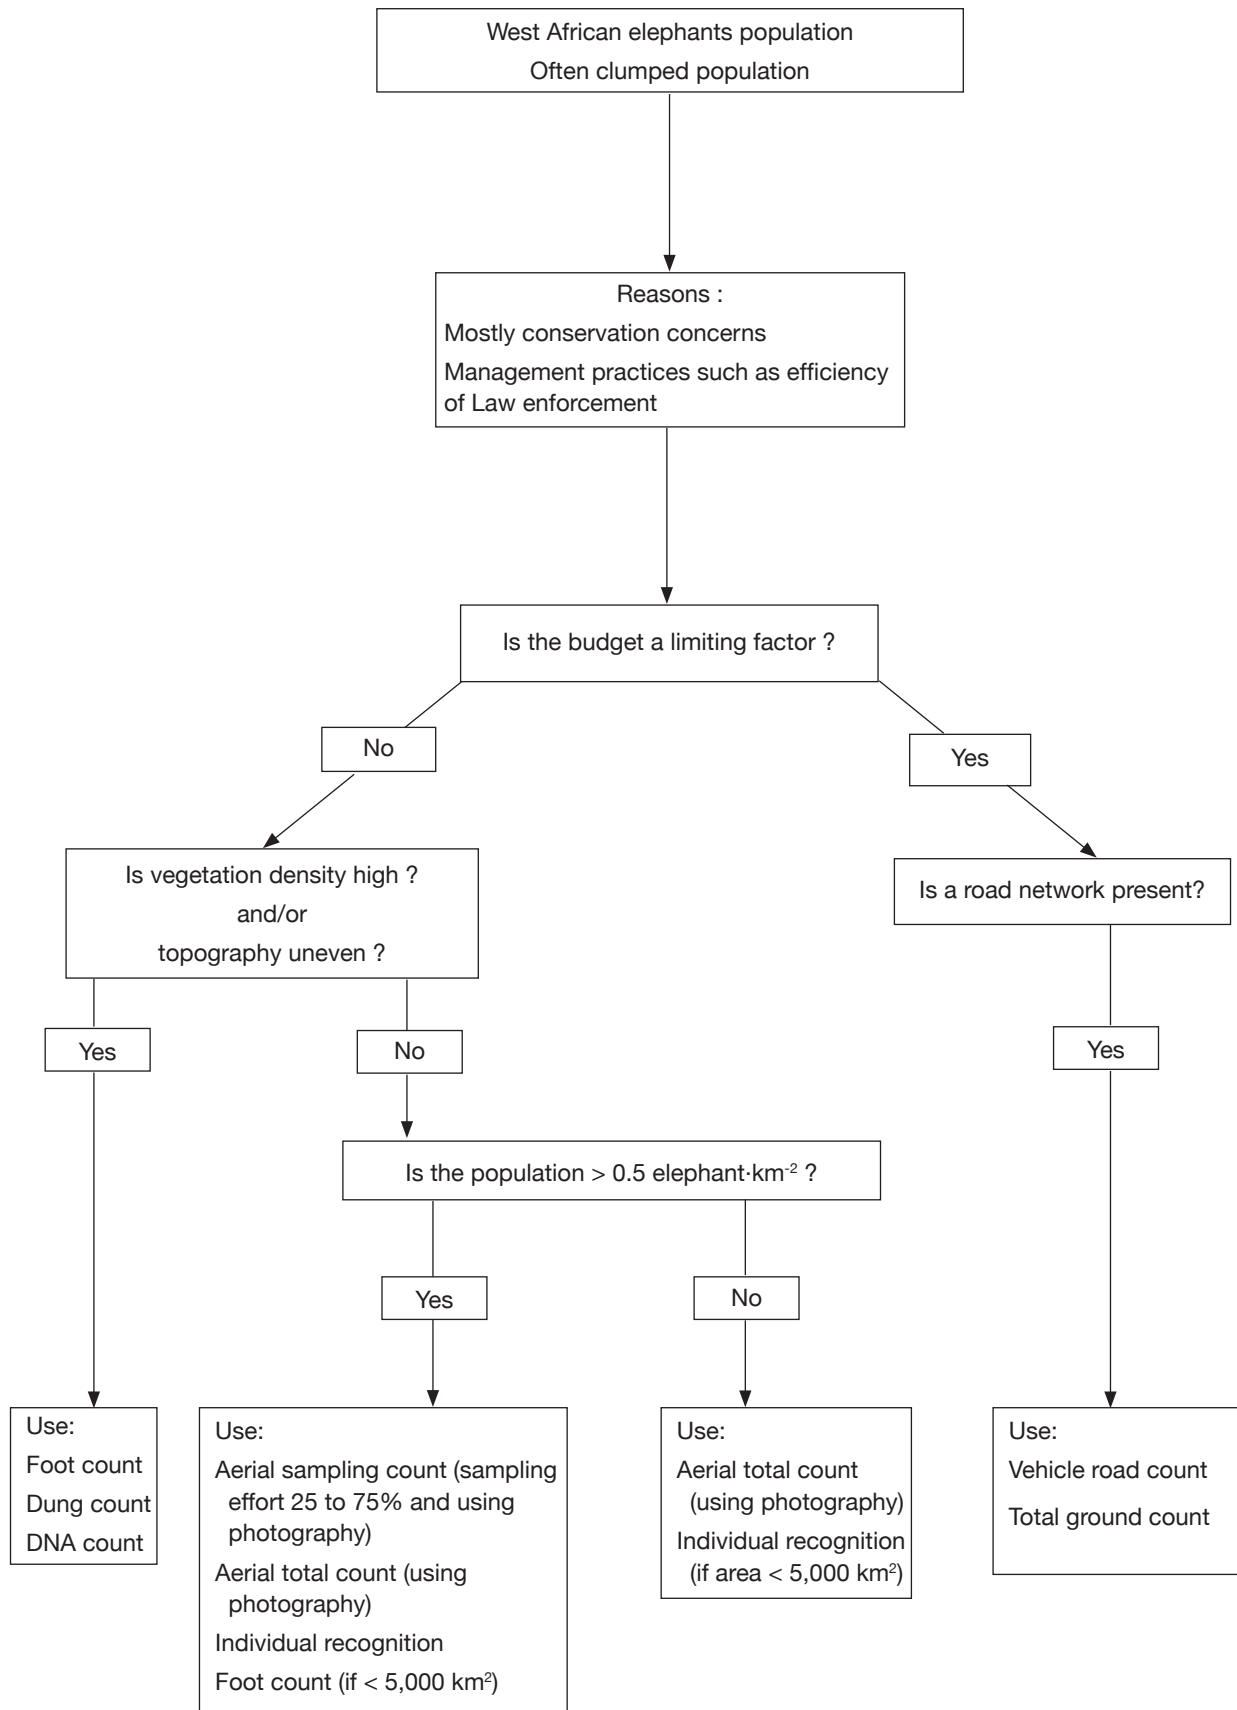 West African elephants population
Often clumped population
Reasons :
Mostly conservation concerns
Management practices such as efficiency
of Law enforcement
Is the budget a limiting factor ?
No
Yes
Is vegetation density high ?
and/or
topography uneven ?
Is a road network present?
Yes
No
Yes
Is the population > 0.5 elephant·km⁻² ?
Yes
No
Use:
Foot count
Dung count
DNA count
Use:
Aerial sampling count (sampling
effort 25 to 75% and using
photography)
Aerial total count (using
photography)
Individual recognition
Foot count (if < 5,000 km²)
Use:
Aerial total count
(using photography)
Individual recognition
(if area < 5,000 km²)
Use:
Vehicle road count
Total ground count